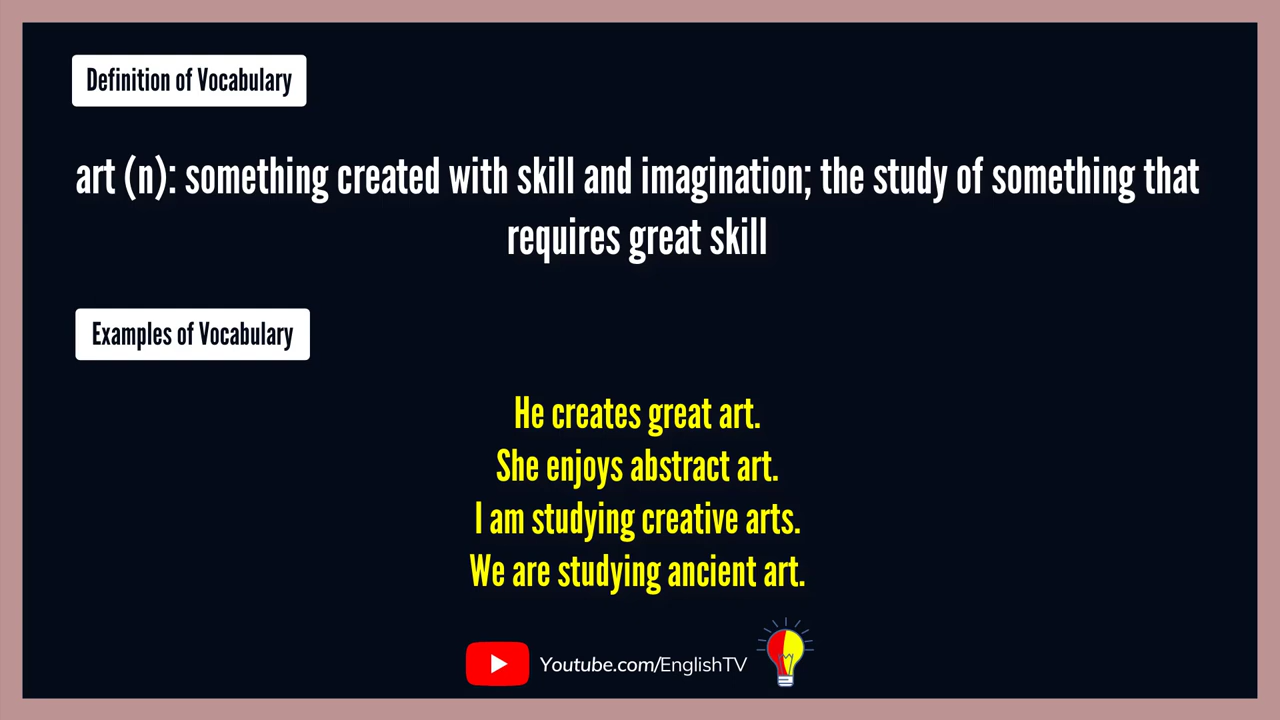 Definition of Vocabulary
art (n): something created with skill and imagination; the study of something that
requires great skill
Examples of Vocabulary
He creates great art.
She enjoys abstract art.
I am studying creative arts.
We are studying ancient art.
Youtube.com/EnglishTV